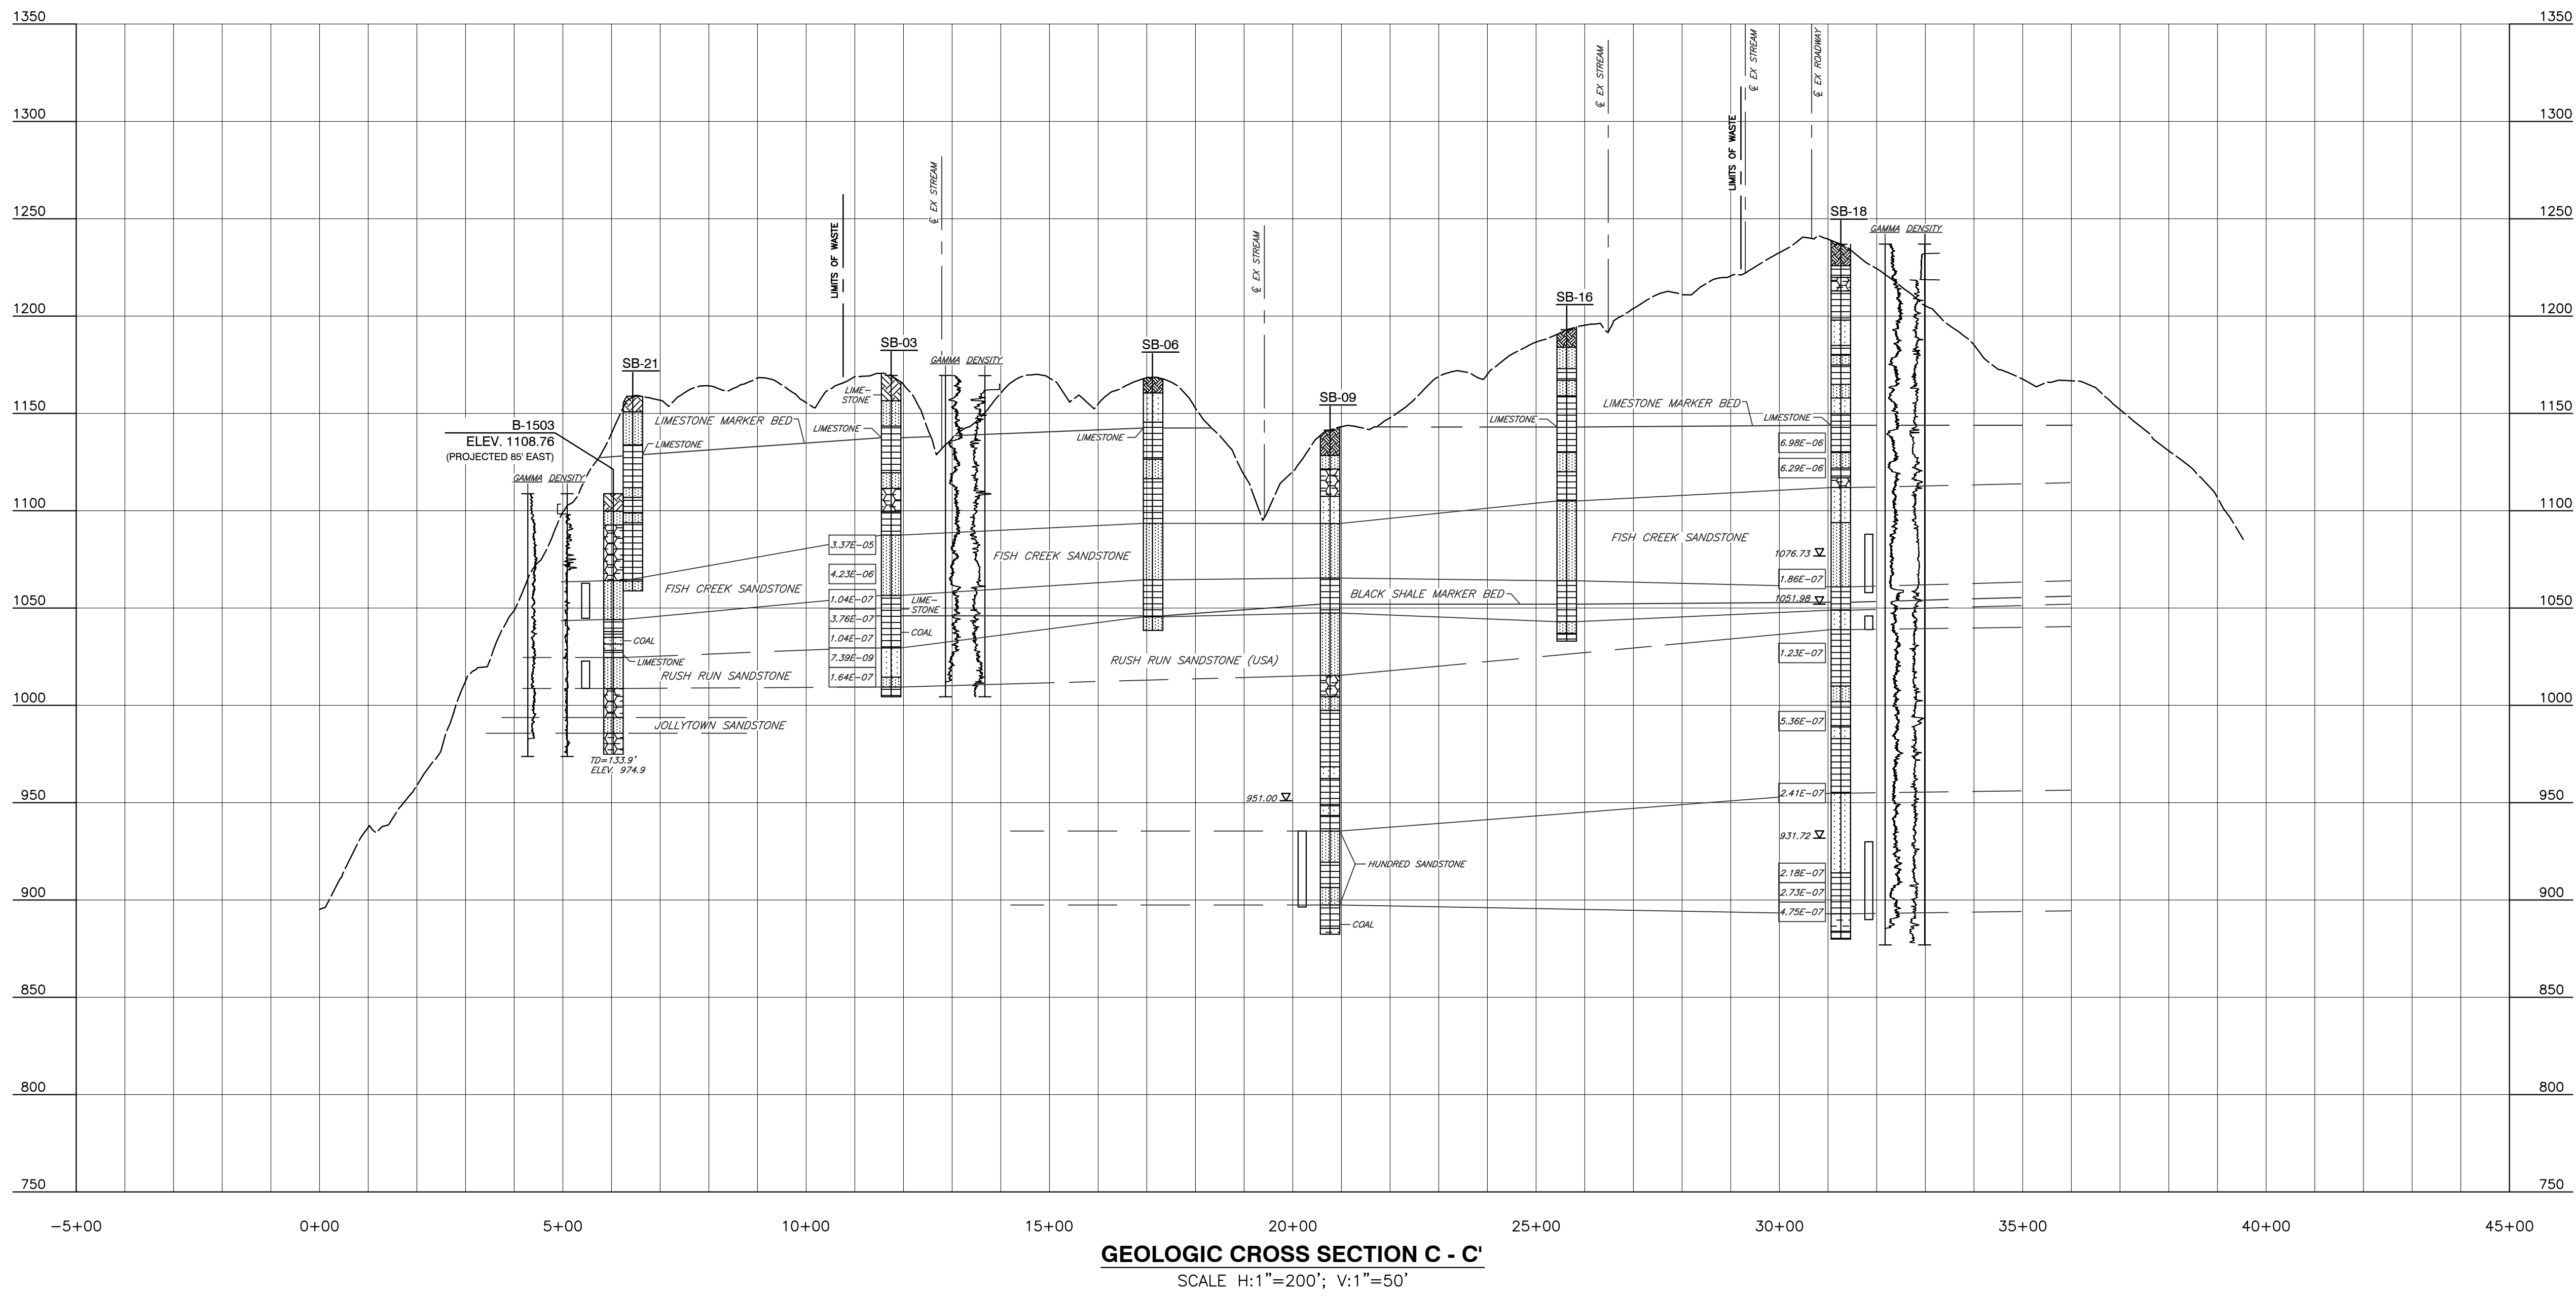 1350
1350
1300
1300
1250
1250
1200
1200
1150
1150
1100
1100
1050
1050
1000
1000
950
950
900
900
850
850
800
800
750
750
℄ EX STREAM
℄ EX STREAM
℄ EX ROADWAY
LIMITS OF WASTE
LIMITS OF WASTE
℄ EX STREAM
℄ EX STREAM
SB-18
GAMMA DENSITY
SB-16
SB-03
SB-06
SB-21
GAMMA DENSITY
SB-09
LIME-
STONE
LIMESTONE MARKER BED
LIMESTONE MARKER BED
B-1503
ELEV. 1108.76
(PROJECTED 85' EAST)
LIMESTONE
LIMESTONE
LIMESTONE
LIMESTONE
LIMESTONE
GAMMA DENSITY
6.98E-06
6.29E-06
3.37E-05
4.23E-06
1.04E-07
3.76E-07
1.04E-07
7.39E-09
1.64E-07
FISH CREEK SANDSTONE
FISH CREEK SANDSTONE
FISH CREEK SANDSTONE
1076.73
1.86E-07
1051.98
BLACK SHALE MARKER BED
LIME-
STONE
COAL
COAL
LIMESTONE
1.23E-07
RUSH RUN SANDSTONE (USA)
RUSH RUN SANDSTONE
JOLLYTOWN SANDSTONE
TD=133.9'
ELEV. 974.9
5.36E-07
951.00
2.41E-07
931.72
HUNDRED SANDSTONE
2.18E-07
2.73E-07
4.75E-07
COAL
-5+00
0+00
5+00
10+00
15+00
20+00
25+00
30+00
35+00
40+00
45+00
GEOLOGIC CROSS SECTION C - C'
SCALE H:1"=200'; V:1"=50'